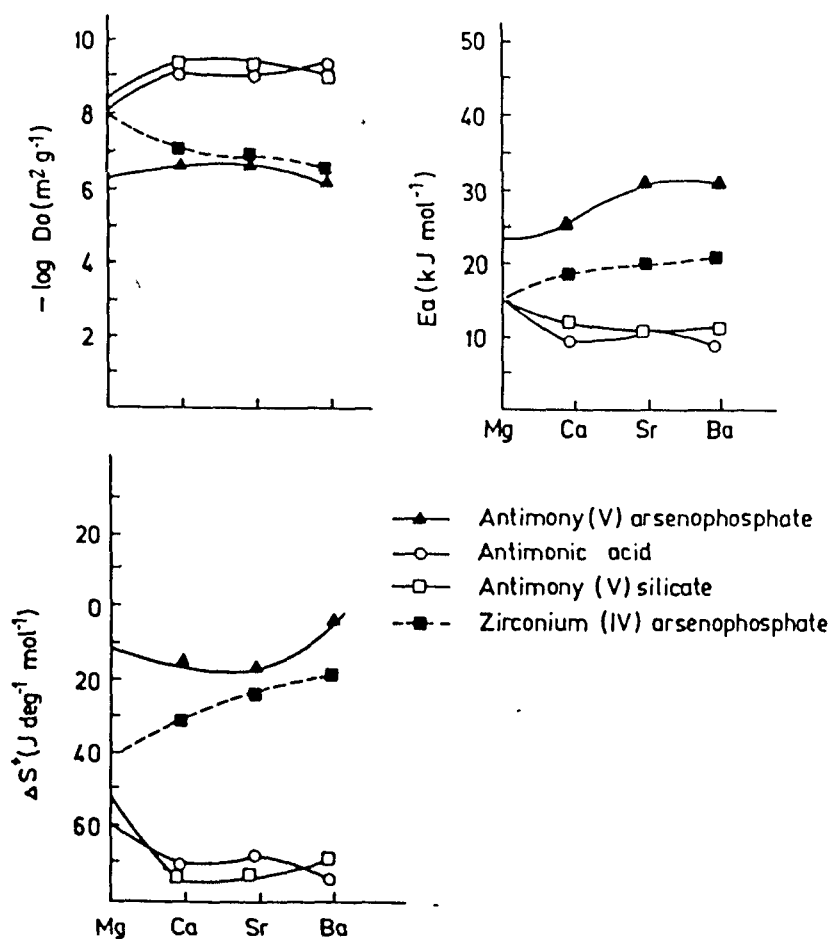 10
8
6
4
2
− log Do (m² g⁻¹)
50
40
30
20
10
Ea (kJ mol⁻¹)
Mg Ca Sr Ba
20
0
20
40
60
ΔS* (J deg⁻¹ mol⁻¹)
Mg Ca Sr Ba
Antimony (V) arsenophosphate
Antimonic acid
Antimony (V) silicate
Zirconium (IV) arsenophosphate